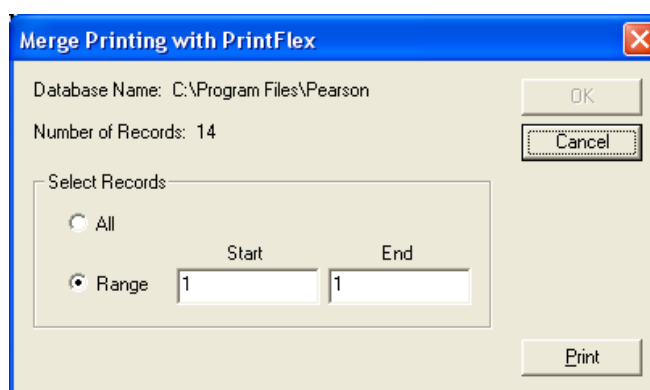 Merge Printing with PrintFlex
Database Name: C:\Program Files\Pearson
OK
Number of Records: 14
Cancel
Select Records
All
Start End
Range 1 1
Print